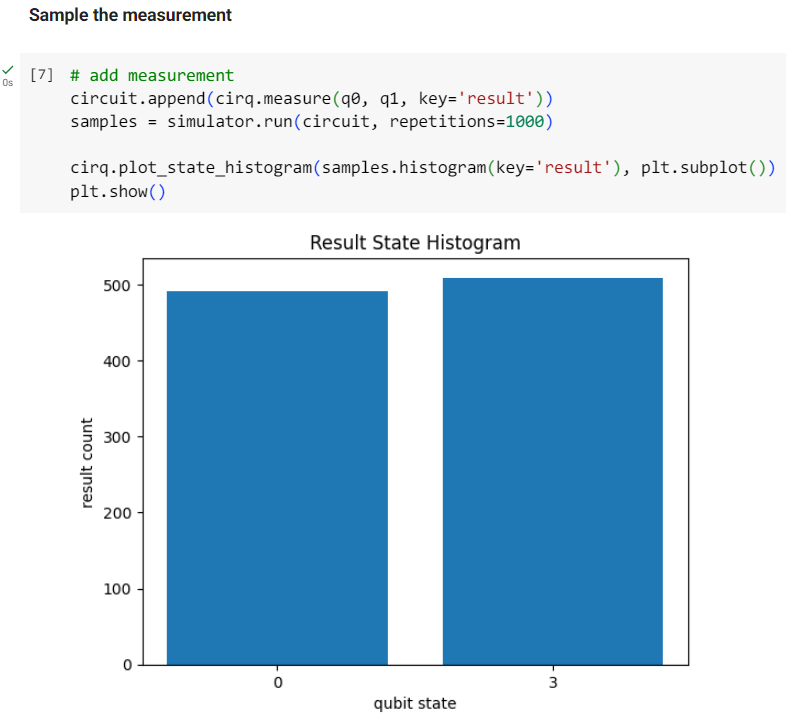 Sample the measurement
0s
[7] # add measurement
circuit.append(cirq.measure(q0, q1, key='result'))
samples = simulator.run(circuit, repetitions=1000)
cirq.plot_state_histogram(samples.histogram(key='result'), plt.subplot())
plt.show()
Result State Histogram
500
400
300
200
100
0
result count
0 3
qubit state